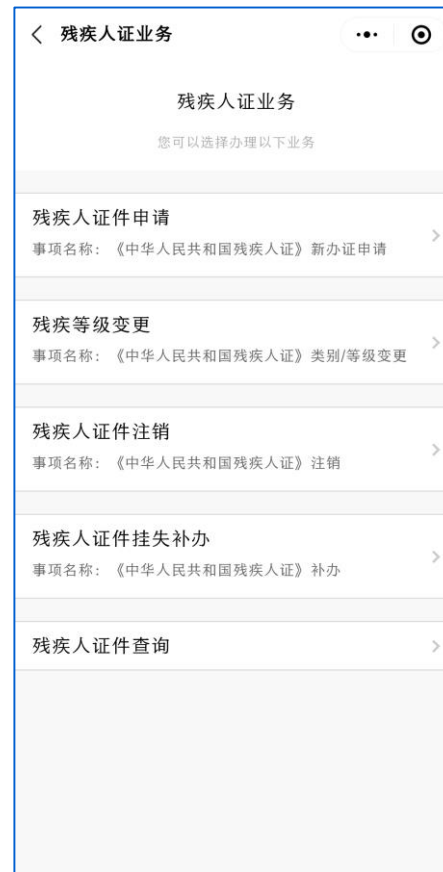 残疾人证业务
残疾人证业务
您可以选择办理以下业务
残疾人证件申请
事项名称：《中华人民共和国残疾人证》新办证申请
残疾等级变更
事项名称：《中华人民共和国残疾人证》类别/等级变更
残疾人证件注销
事项名称：《中华人民共和国残疾人证》注销
残疾人证件挂失补办
事项名称：《中华人民共和国残疾人证》补办
残疾人证件查询